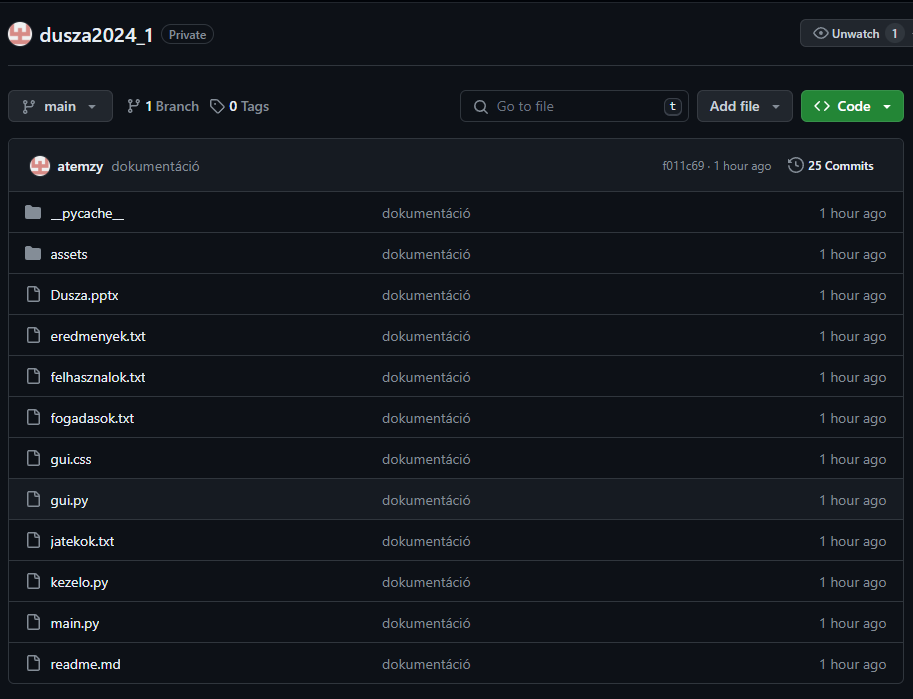 dusza2024_1 Private Unwatch 1
main 1 Branch 0 Tags Go to file t Add file Code
atemzy dokumentáció f011c69 · 1 hour ago 25 Commits
__pycache__ dokumentáció 1 hour ago
assets dokumentáció 1 hour ago
Dusza.pptx dokumentáció 1 hour ago
eredmenyek.txt dokumentáció 1 hour ago
felhasznalok.txt dokumentáció 1 hour ago
fogadasok.txt dokumentáció 1 hour ago
gui.css dokumentáció 1 hour ago
gui.py dokumentáció 1 hour ago
jatekok.txt dokumentáció 1 hour ago
kezelo.py dokumentáció 1 hour ago
main.py dokumentáció 1 hour ago
readme.md dokumentáció 1 hour ago